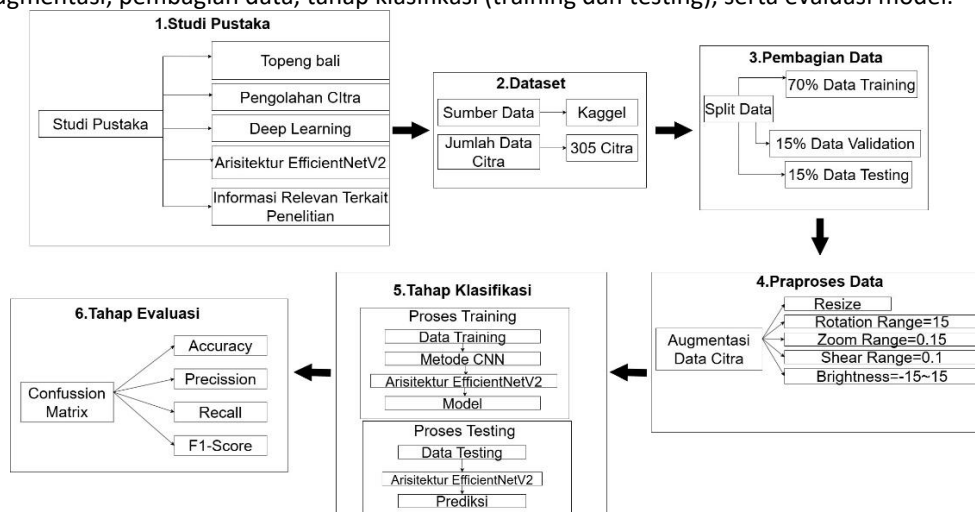 augmentasi, pembagian data, tahap klasifikasi (training dan testing), serta evaluasi model.
1.Studi Pustaka
Studi Pustaka
Topeng bali
Pengolahan CItra
Deep Learning
Arisitektur EfficientNetV2
Informasi Relevan Terkait
Penelitian
2.Dataset
Sumber Data
Kaggel
Jumlah Data
Citra
305 Citra
3.Pembagian Data
Split Data
70% Data Training
15% Data Validation
15% Data Testing
4.Praproses Data
Augmentasi
Data Citra
Resize
Rotation Range=15
Zoom Range=0.15
Shear Range=0.1
Brightness=-15~15
5.Tahap Klasifikasi
Proses Training
Data Training
Metode CNN
Arisitektur EfficientNetV2
Model
Proses Testing
Data Testing
Arisitektur EfficientNetV2
Prediksi
6.Tahap Evaluasi
Confussion
Matrix
Accuracy
Precission
Recall
F1-Score